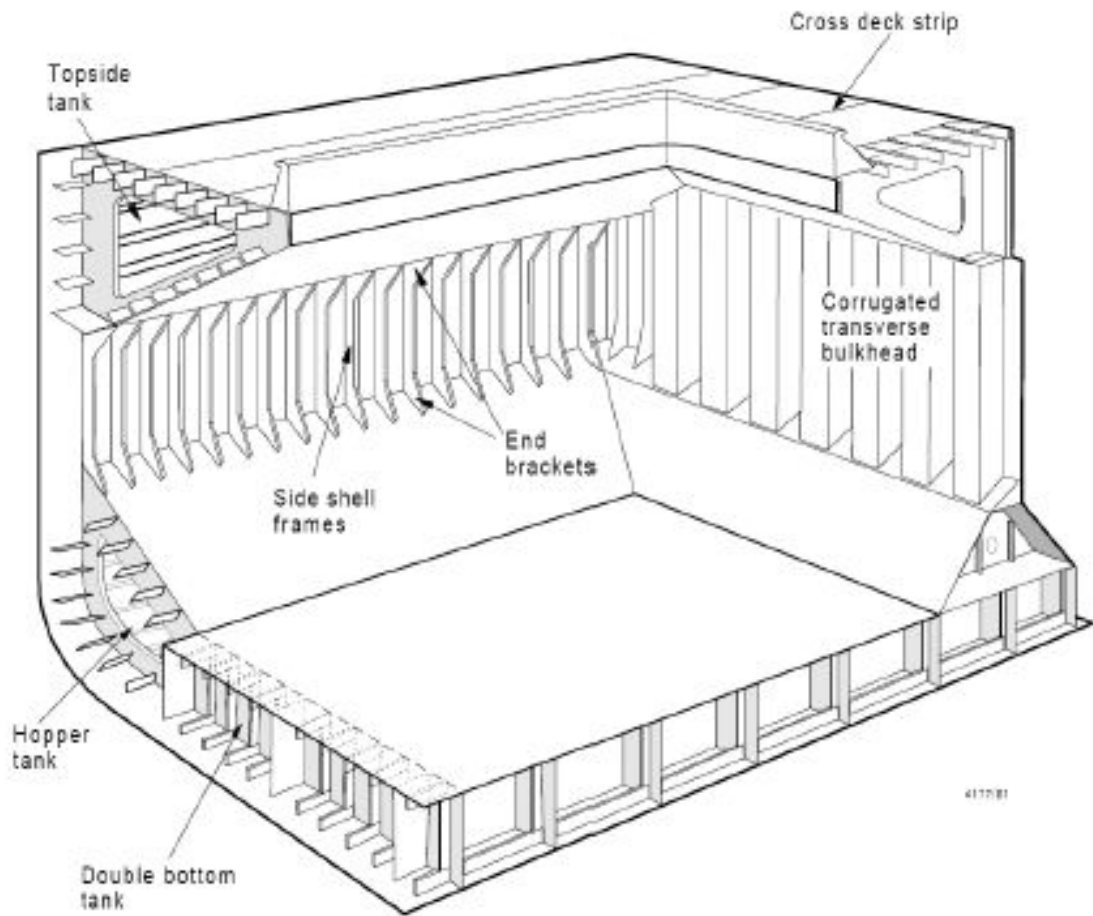 Cross deck strip
Topside
tank
Corrugated
transverse
bulkhead
End
brackets
Side shell
frames
Hopper
tank
Double bottom
tank